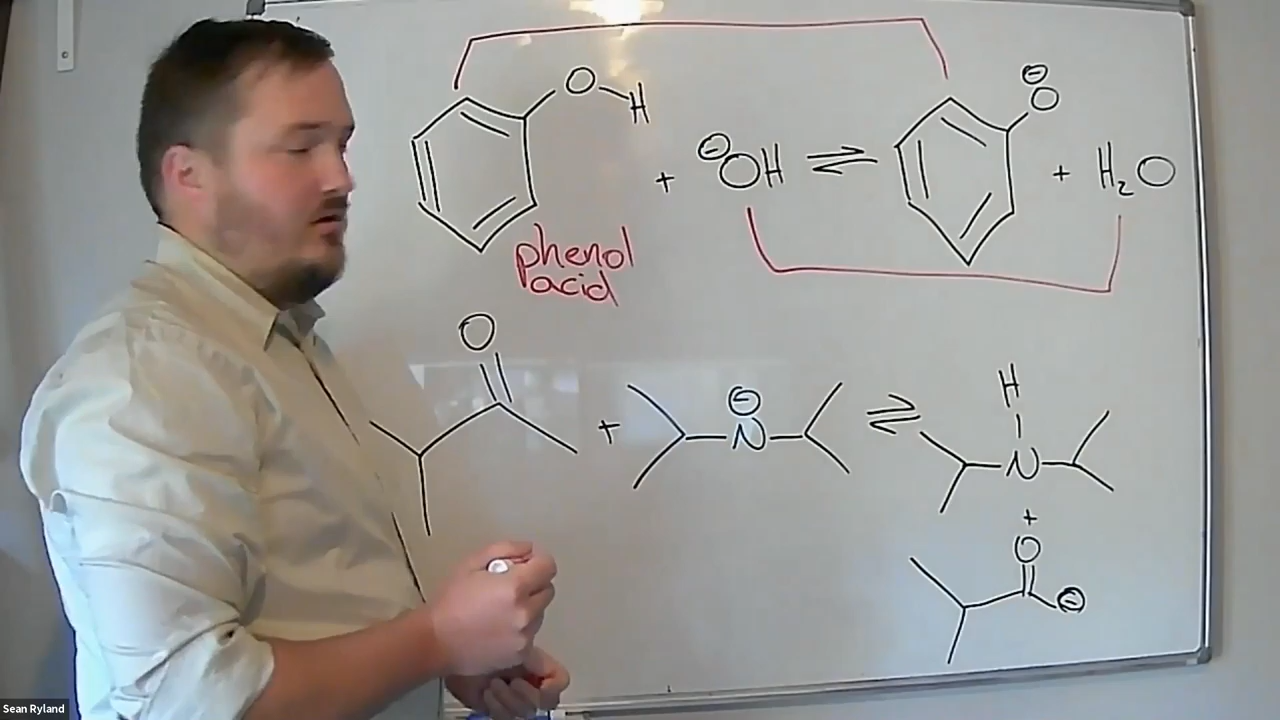 O
H
+ ⊖OH ⇌
⊖
O
+ H₂O
phenol
acid
O
+
⊖
N
⇌
H
N
+
O
⊖
Sean Ryland